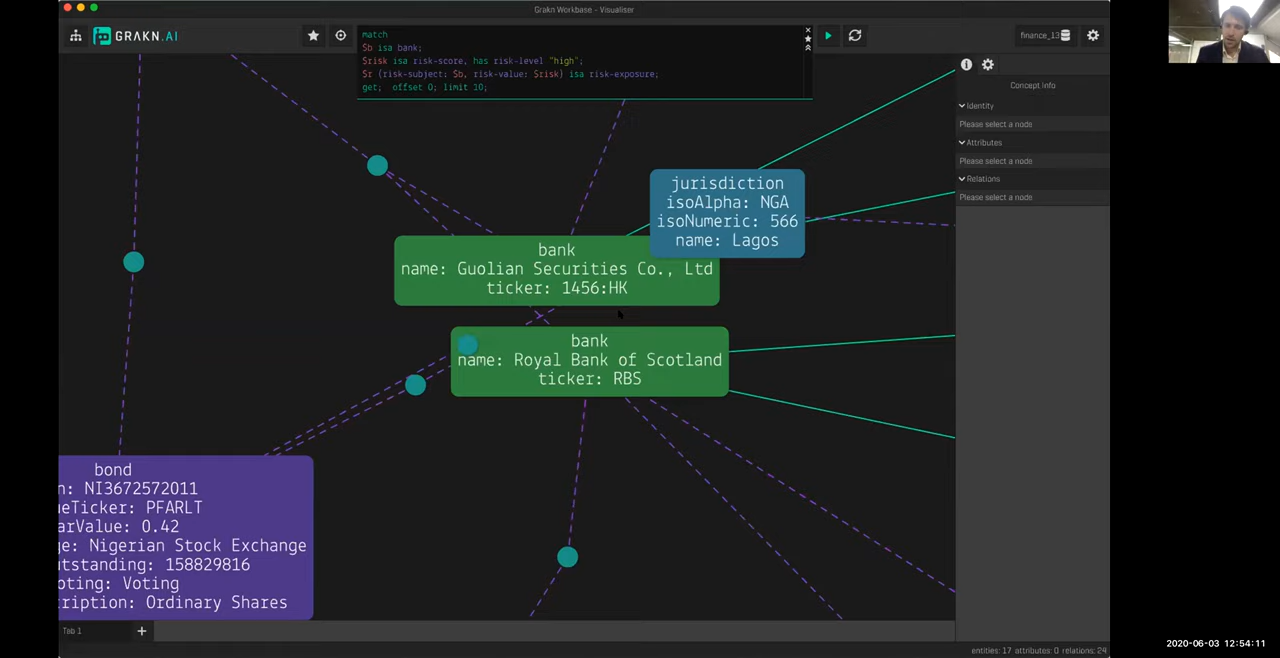 Grakn Workbase - Visualiser
GRAKN.AI
match
$b isa bank;
$risk isa risk-score, has risk-level "high";
$r (risk-subject: $b, risk-value: $risk) isa risk-exposure;
get; offset 0; limit 10;
finance_13
Concept Info
Identity
Please select a node
Attributes
Please select a node
Relations
Please select a node
jurisdiction
isoAlpha: NGA
isoNumeric: 566
name: Lagos
bank
name: Guolian Securities Co., Ltd
ticker: 1456:HK
bank
name: Royal Bank of Scotland
ticker: RBS
bond
n: NI3672572011
ueTicker: PFARLT
arValue: 0.42
ge: Nigerian Stock Exchange
utstanding: 158829816
oting: Voting
cription: Ordinary Shares
Tab 1
+
2020-06-03 12:54:11
entities: 17 attributes: 0 relations: 24